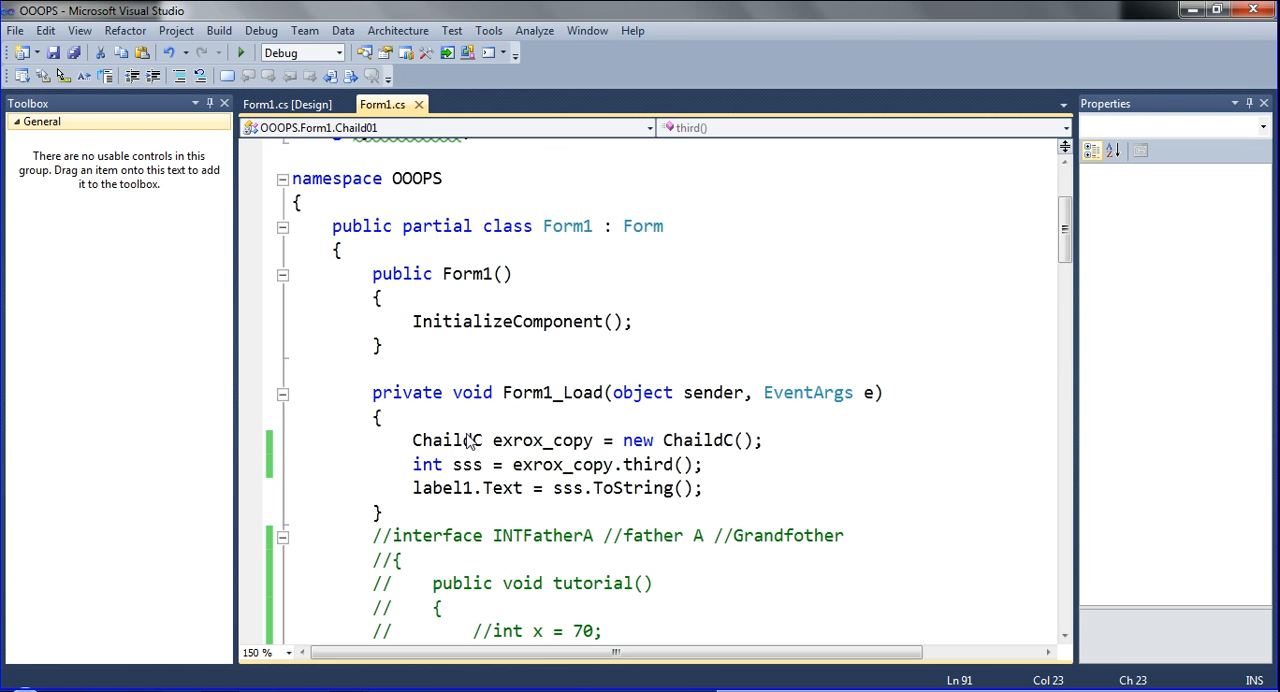 OOOPS - Microsoft Visual Studio
File Edit View Refactor Project Build Debug Team Data Architecture Test Tools Analyze Window Help
Debug
Toolbox
Form1.cs [Design]
Form1.cs
Properties
General
OOOPS.Form1.Chaild01
third()
There are no usable controls in this
group. Drag an item onto this text to add
it to the toolbox.
namespace OOOPS
{
public partial class Form1 : Form
{
public Form1()
{
InitializeComponent();
}
private void Form1_Load(object sender, EventArgs e)
{
ChaildC exrox_copy = new ChaildC();
int sss = exrox_copy.third();
label1.Text = sss.ToString();
}
//interface INTFatherA //father A //Grandfother
//{
// public void tutorial()
// {
// //int x = 70;
150 %
Ln 91 Col 23 Ch 23 INS